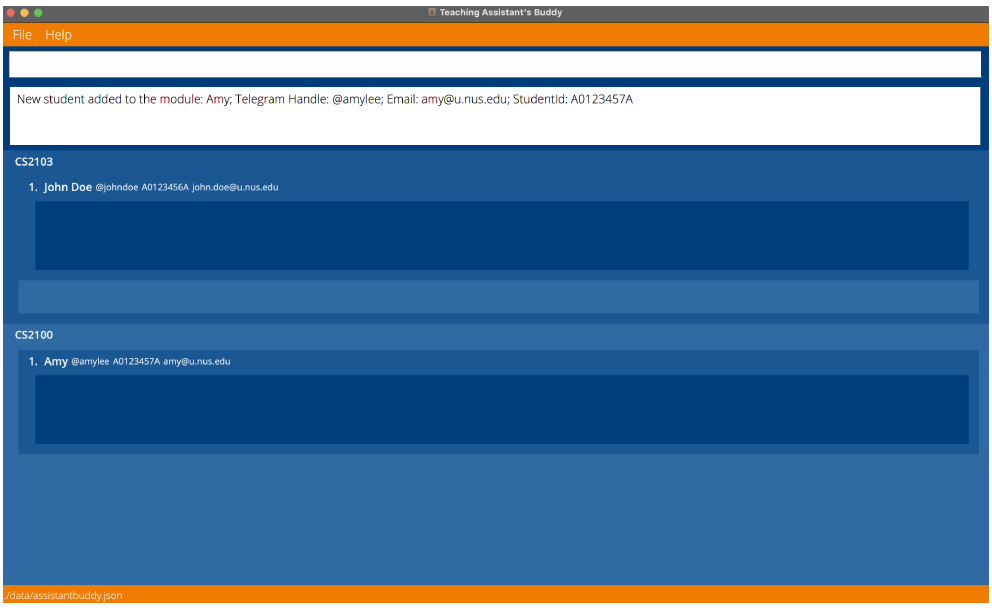 Teaching Assistant's Buddy
File Help
New student added to the module: Amy; Telegram Handle: @amylee; Email: amy@u.nus.edu; StudentId: A0123457A
CS2103
1. John Doe @johndoe A0123456A john.doe@u.nus.edu
CS2100
1. Amy @amylee A0123457A amy@u.nus.edu
./data/assistantbuddy.json